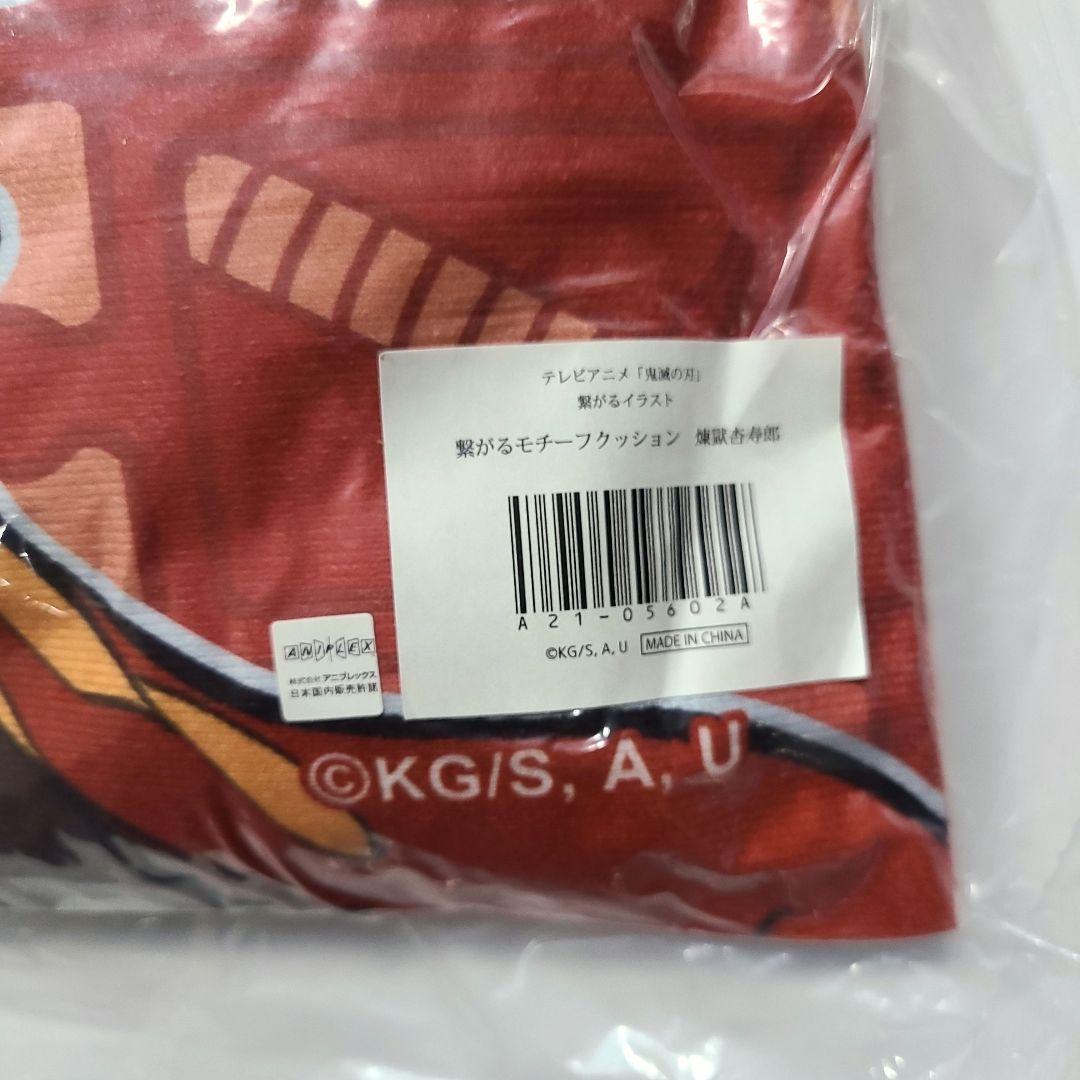 テレビアニメ「鬼滅の刃」
繋がるイラスト
繋がるモチーフクッション 煉獄杏寿郎
A21-05602A
©KG/S, A, U MADE IN CHINA
ANIPLEX
株式会社アニプレックス
日本国内販売許諾
©KG/S, A, U